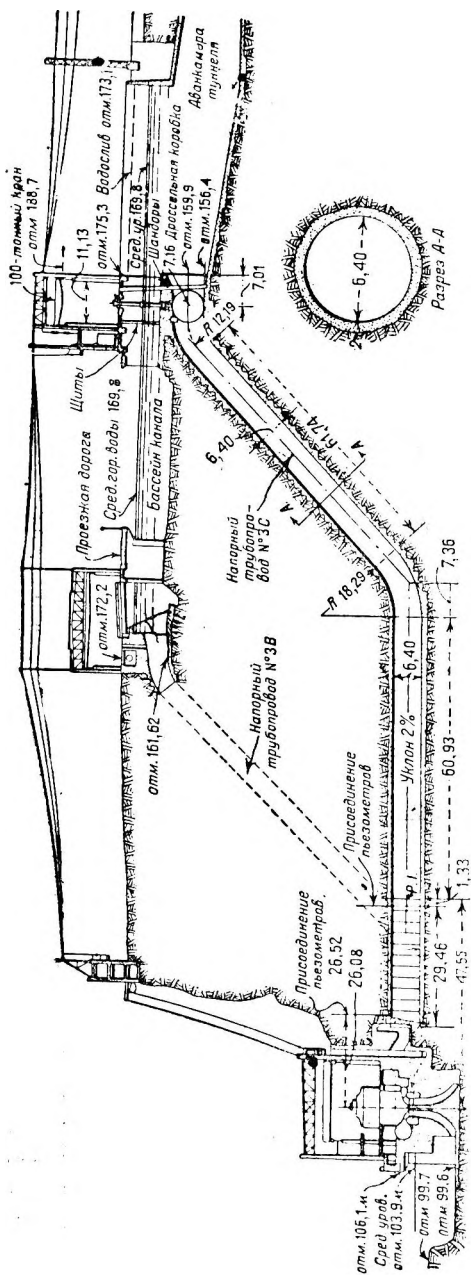 100-тонный кран
отм 188,7
11,13
отм.175,3
Водослив отм.173,1
Сред.ур.169,8
Шандоры
7,16 Дроссельная коробка
отм.159,9
отм.156,4
Аванкамара
туннеля
7,01
Щиты
Проезжая дорога
Сред.гор.воды 169,8
Бассейн канала
отм.172,2
отм.161,62
R 12,19
6,40
61,74
A
A
Напорный
трубопро-
вод №3С
R 18,29
7,36
6,40
Разрез А-А
Напорный
трубопровод №3В
6,40
Уклон 2%
60,93
Присоединение
пьезометров
Р.1
1,33
29,46
47,55
Присоединение
пьезометров.
26,52
26,08
отм.106,1.м
Сред уров.
отм.103.9.м
отм 99.7
отм 99.6